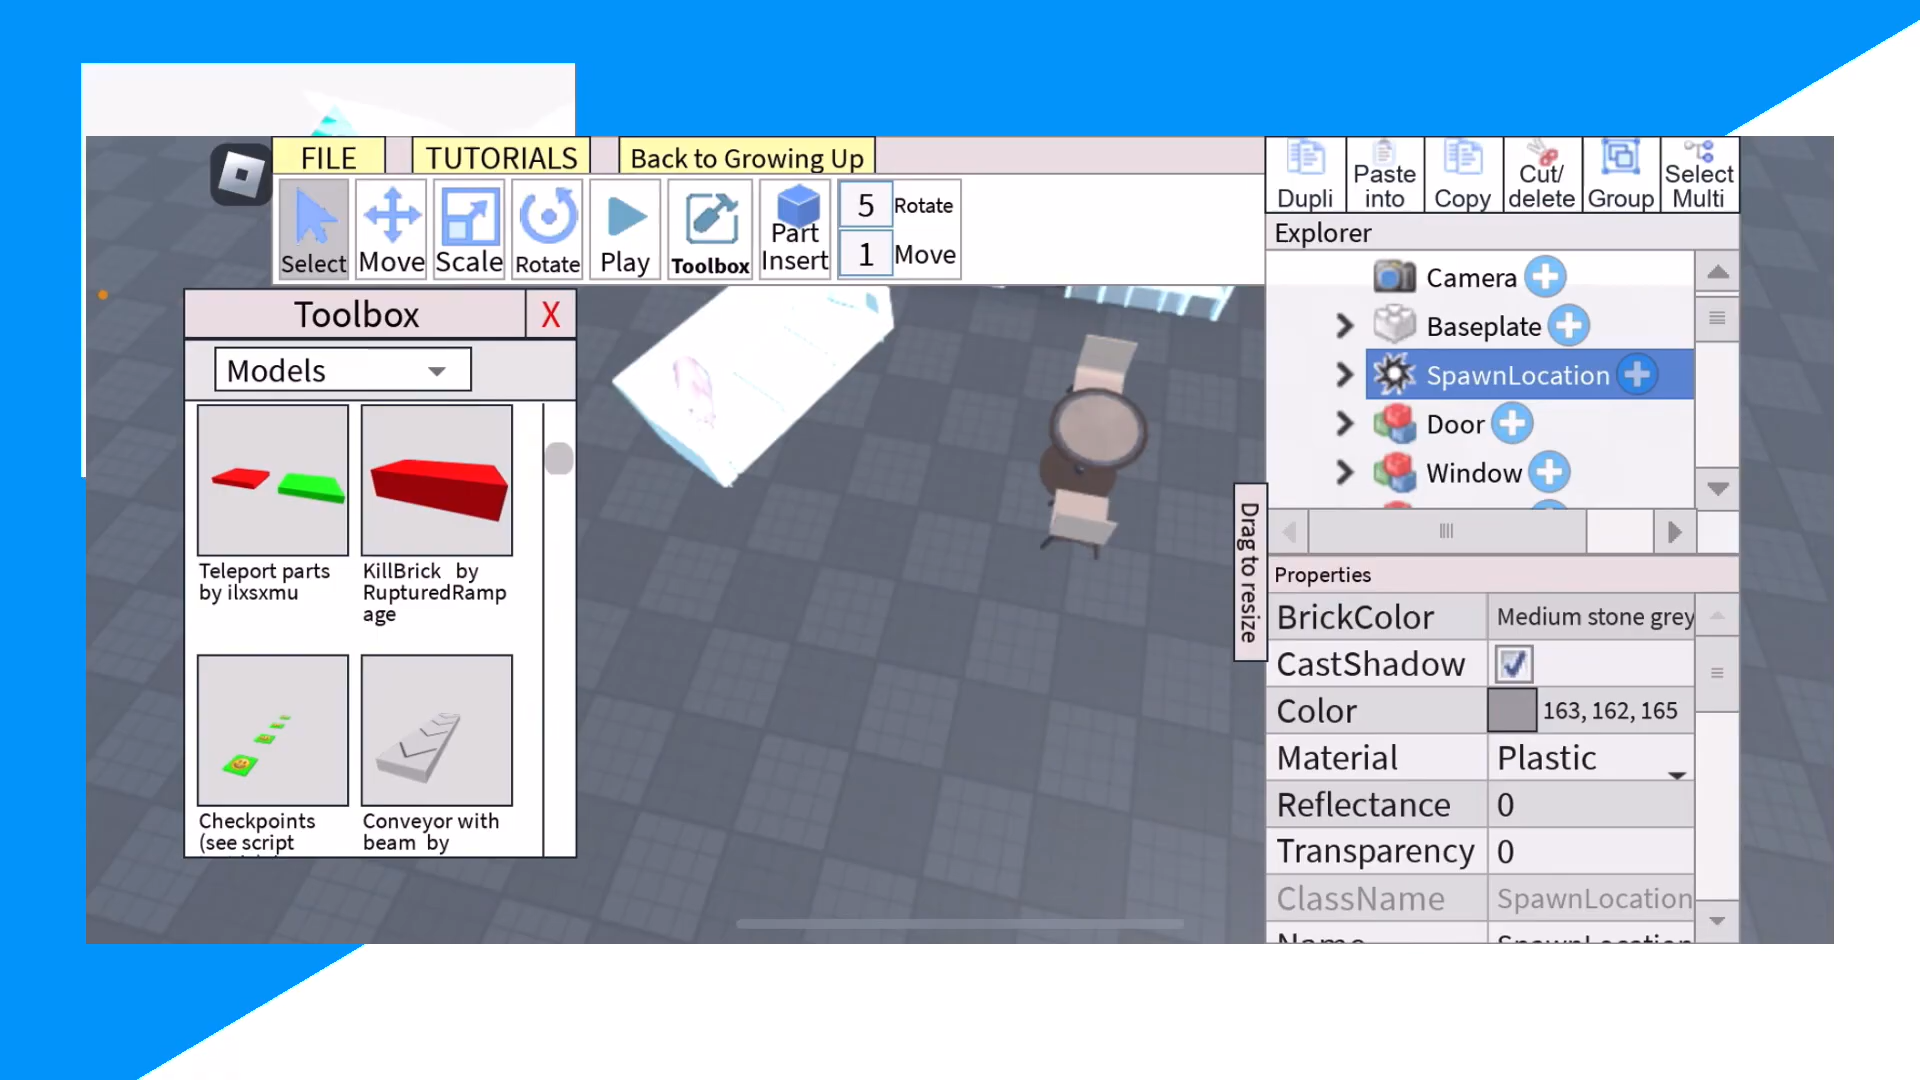 FILE
TUTORIALS
Back to Growing Up
Select
Move
Scale
Rotate
Play
Toolbox
Part
Insert
5 Rotate
1 Move
Dupli
Paste
into
Copy
Cut/
delete
Group
Select
Multi
Toolbox
X
Models
Teleport parts
by ilxsxmu
KillBrick by
RupturedRamp
age
Checkpoints
(see script
Conveyor with
beam by
Drag to resize
Explorer
Camera
Baseplate
SpawnLocation
Door
Window
Properties
BrickColor Medium stone grey
CastShadow
Color 163, 162, 165
Material Plastic
Reflectance 0
Transparency 0
ClassName SpawnLocation
Name SpawnLocation